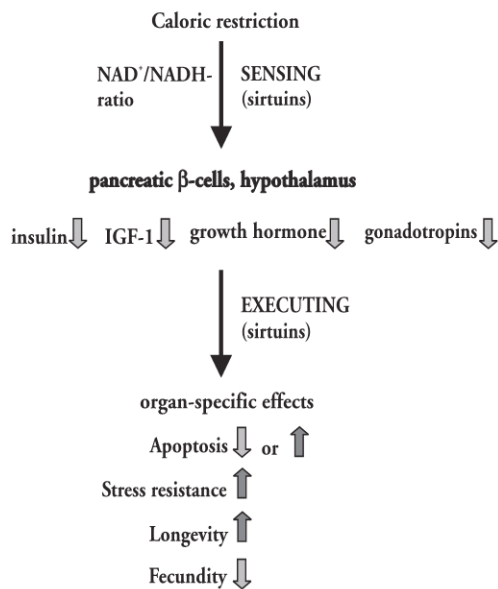 Caloric restriction
NAD⁺/NADH- SENSING
ratio (sirtuins)
pancreatic β-cells, hypothalamus
insulin IGF-1 growth hormone gonadotropins
EXECUTING
(sirtuins)
organ-specific effects
Apoptosis or
Stress resistance
Longevity
Fecundity